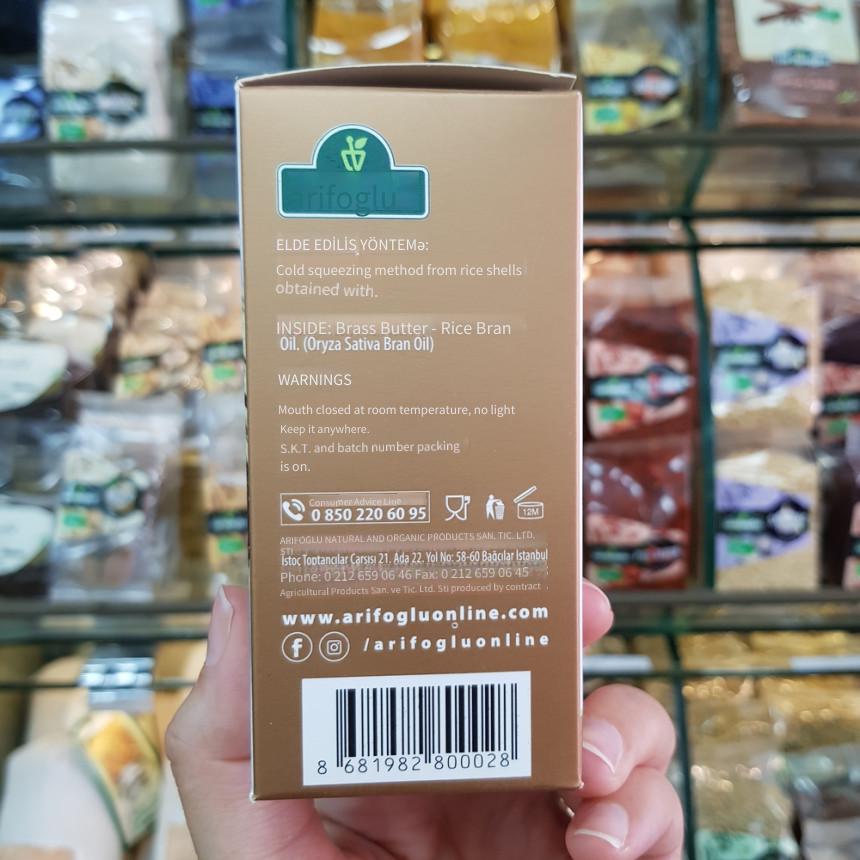 arifoglu
ELDE EDİLİŞ YÖNTEMə:
Cold squeezing method from rice shells
obtained with.
INSIDE: Brass Butter - Rice Bran
Oil. (Oryza Sativa Bran Oil)
WARNINGS
Mouth closed at room temperature, no light
Keep it anywhere.
S.K.T. and batch number packing
is on.
Consumer Advice Line
0 850 220 60 95
12M
ARIFOGLU NATURAL AND ORGANIC PRODUCTS SAN. TIC. LTD.
STI
İstoç Toptancılar Çarşısı 21. Ada 22. Yol No: 58-60 Bağcılar İstanbul
Phone: 0 212 659 06 46 Fax: 0 212 659 06 45
Agricultural Products San. ve Tic. Ltd. Sti produced by contract
www.arifogluonline.com
/arifogluonline
8 681982 800028